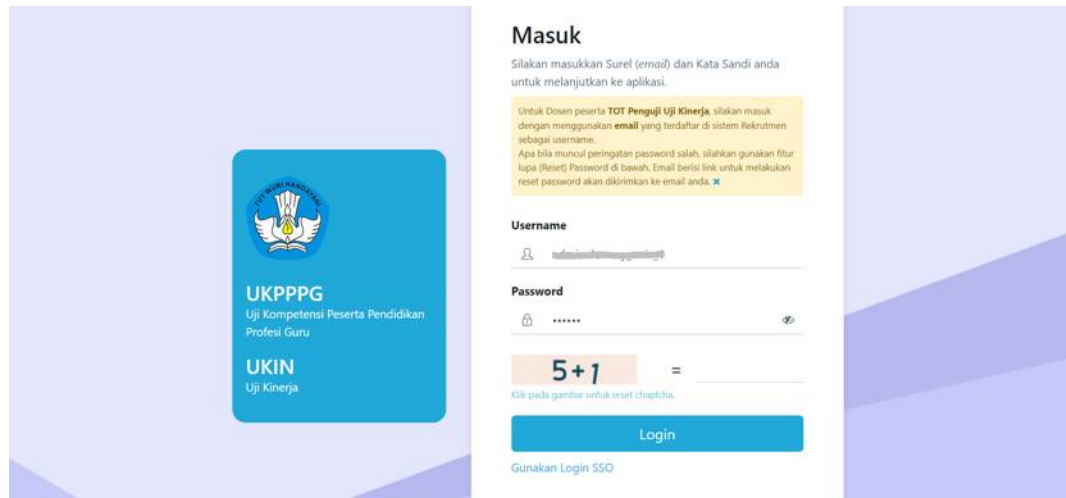 TUT WURI HANDAYANI
UKPPPG
Uji Kompetensi Peserta Pendidikan
Profesi Guru
UKIN
Uji Kinerja
Masuk
Silakan masukkan Surel (email) dan Kata Sandi anda
untuk melanjutkan ke aplikasi.
Untuk Dosen peserta TOT Penguji Uji Kinerja, silakan masuk
dengan menggunakan email yang terdaftar di sistem Rekrutmen
sebagai username.
Apa bila muncul peringatan password salah, silahkan gunakan fitur
lupa (Reset) Password di bawah. Email berisi link untuk melakukan
reset password akan dikirimkan ke email anda. ×
Username
Password
••••••
5+1 =
Klik pada gambar untuk reset chaptcha.
Login
Gunakan Login SSO